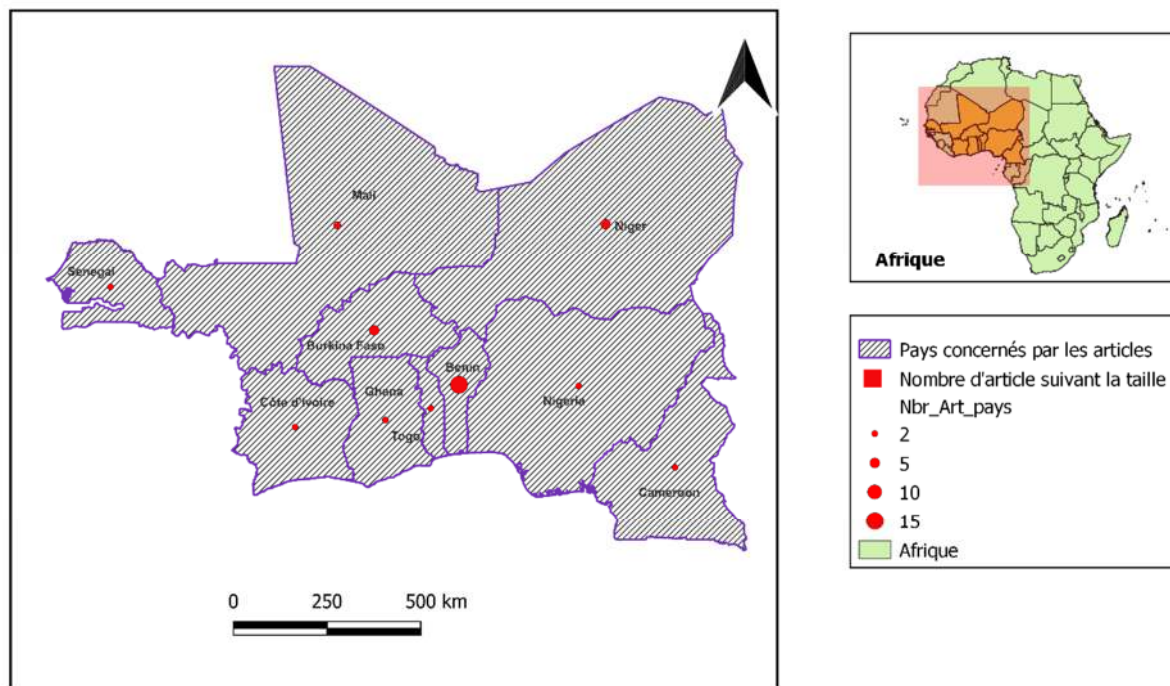 Mali
Niger
Senegal
Burkina Faso
Benin
Ghana
Côte d'Ivoire
Nigeria
Togo
Cameroon
0 250 500 km
Afrique
Pays concernés par les articles
Nombre d'article suivant la taille
Nbr_Art_pays
2
5
10
15
Afrique